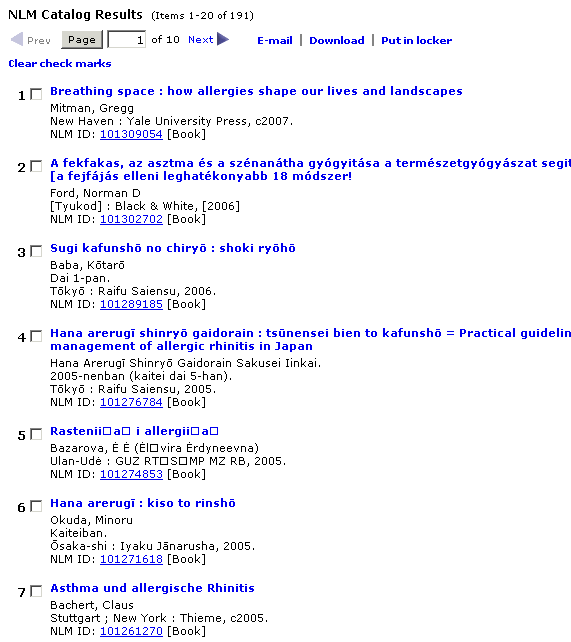 NLM Catalog Results (Items 1-20 of 191)
Prev Page 1 of 10 Next E-mail | Download | Put in locker
Clear check marks
1 Breathing space : how allergies shape our lives and landscapes
Mitman, Gregg
New Haven : Yale University Press, c2007.
NLM ID: 101309054 [Book]
2 A fekfakas, az asztma és a szénanátha gyógyitása a természetgyógyászat segit
[a fejfájás elleni leghatékonyabb 18 módszer!
Ford, Norman D
[Tyukod] : Black & White, [2006]
NLM ID: 101302702 [Book]
3 Sugi kafunshō no chiryō : shoki ryōhō
Baba, Kōtarō
Dai 1-pan.
Tōkyō : Raifu Saiensu, 2006.
NLM ID: 101289185 [Book]
4 Hana arerugī shinryō gaidorain : tsūnensei bien to kafunshō = Practical guidelin
management of allergic rhinitis in Japan
Hana Arerugī Shinryō Gaidorain Sakusei Iinkai.
2005-nenban (kaitei dai 5-han).
Tōkyō : Raifu Saiensu, 2005.
NLM ID: 101276784 [Book]
5 Rastenii□a□ i allergii□a□
Bazarova, Ė Ė (Ėl□vira Ėrdyneevna)
Ulan-Udė : GUZ RT□S□MP MZ RB, 2005.
NLM ID: 101274853 [Book]
6 Hana arerugī : kiso to rinshō
Okuda, Minoru
Kaiteiban.
Ōsaka-shi : Iyaku Jānarusha, 2005.
NLM ID: 101271618 [Book]
7 Asthma und allergische Rhinitis
Bachert, Claus
Stuttgart ; New York : Thieme, c2005.
NLM ID: 101261270 [Book]